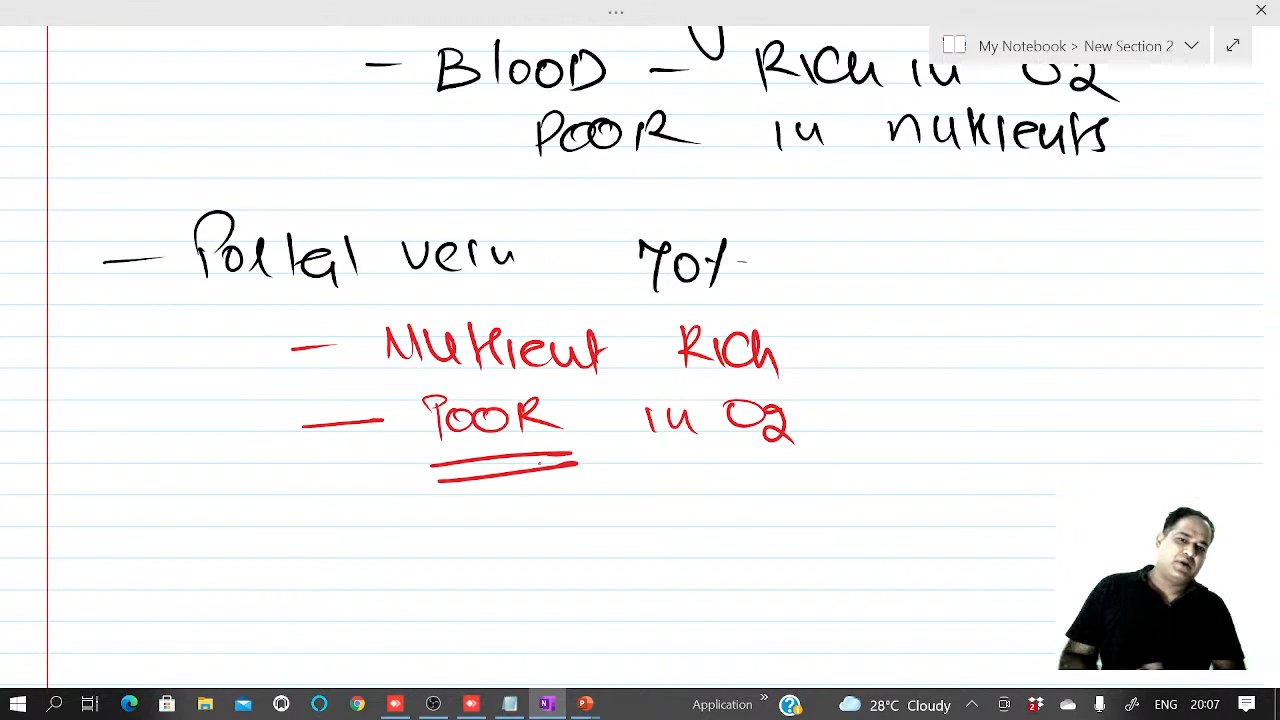 ...
My Notebook > New Section 2
- Blood - Rich in O2
Poor in nutrients
- Portal vein 70%
- Nutrient Rich
- Poor in O2
Application
28°C Cloudy
ENG
20:07